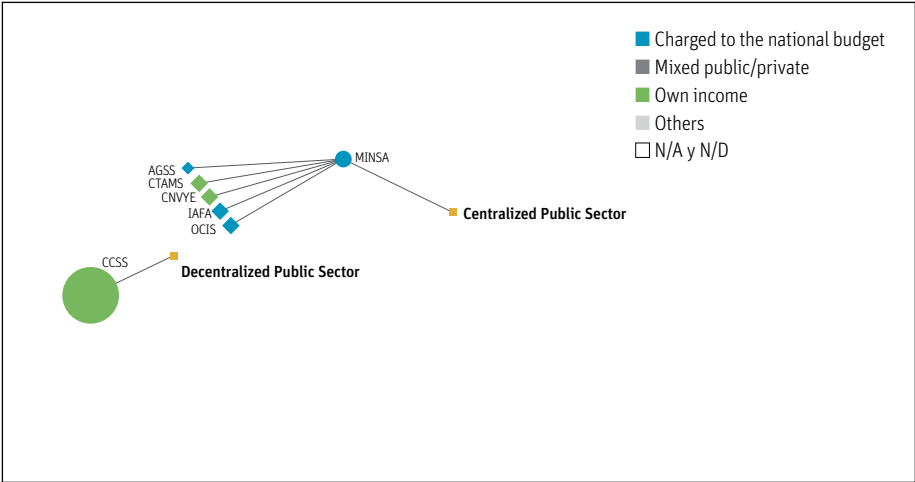 Charged to the national budget
Mixed public/private
Own income
Others
N/A y N/D
MINSA
AGSS
CTAMS
CNVYE
IAFA
OCIS
Centralized Public Sector
CCSS
Decentralized Public Sector